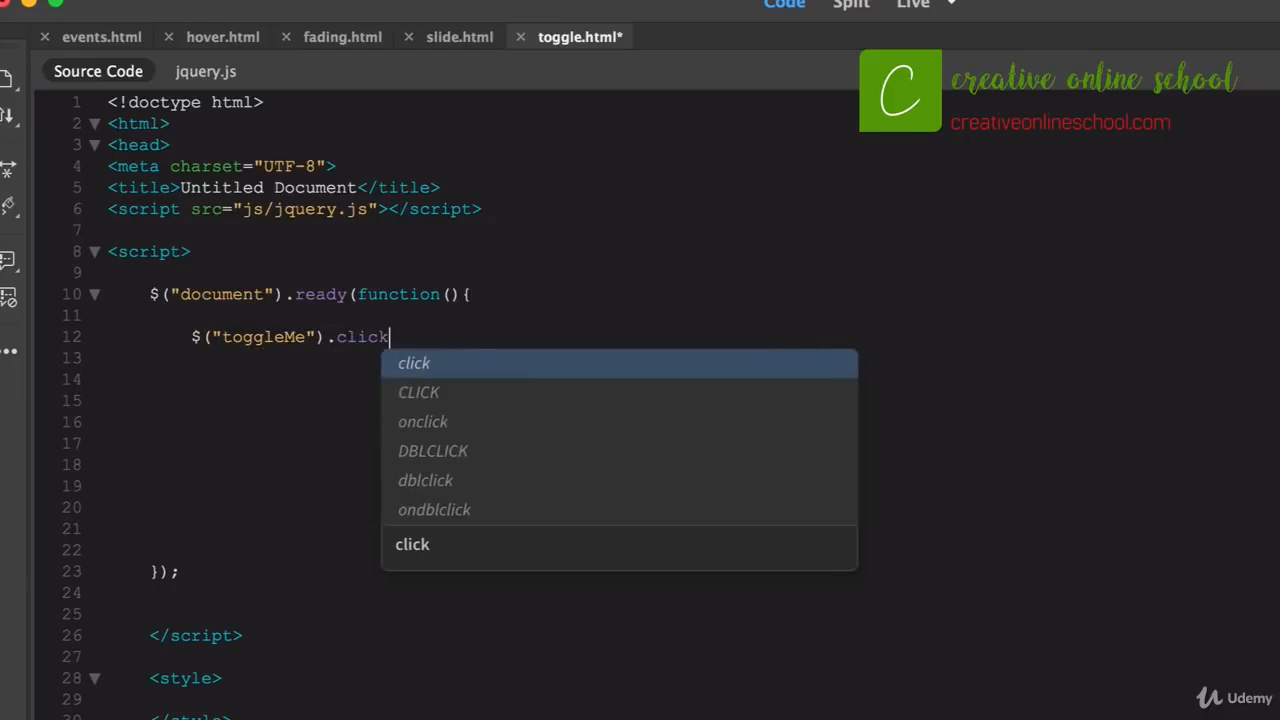 Code Split Live
events.html hover.html fading.html slide.html toggle.html*
Source Code jquery.js
creative online school
creativeonlineschool.com
1 <!doctype html>
2 <html>
3 <head>
4 <meta charset="UTF-8">
5 <title>Untitled Document</title>
6 <script src="js/jquery.js"></script>
7
8 <script>
9
10 $("document").ready(function(){
11
12 $("toggleMe").click
13
click
14
CLICK
15
16
onclick
17
DBLCLICK
18
19
dblclick
20
ondblclick
21
22
click
23 });
24
25
26 </script>
27
28 <style>
29
30 </style>
Udemy